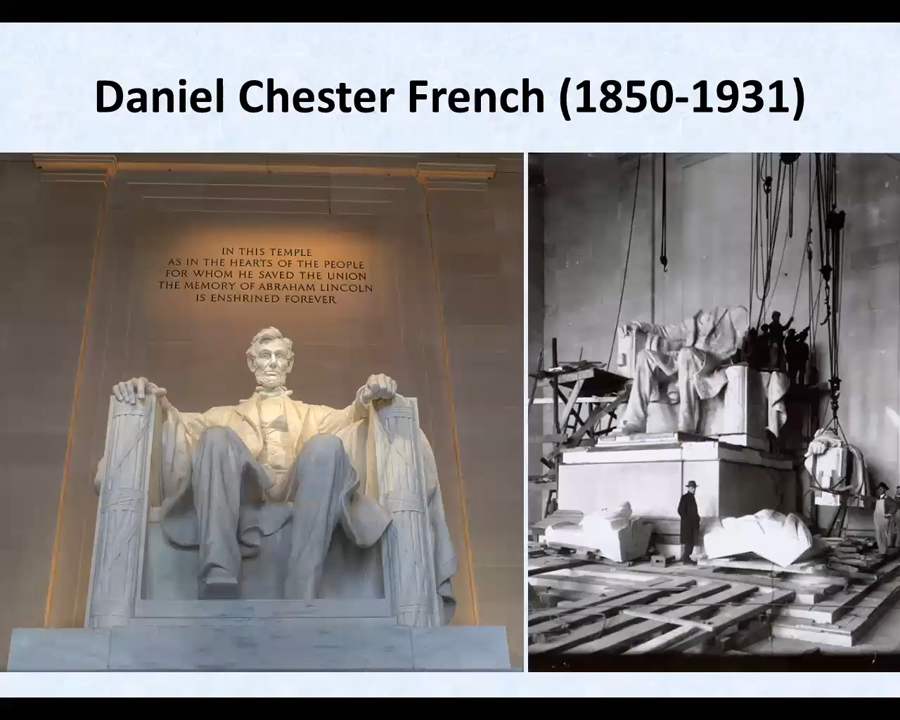 Daniel Chester French (1850-1931)
IN THIS TEMPLE
AS IN THE HEARTS OF THE PEOPLE
FOR WHOM HE SAVED THE UNION
THE MEMORY OF ABRAHAM LINCOLN
IS ENSHRINED FOREVER